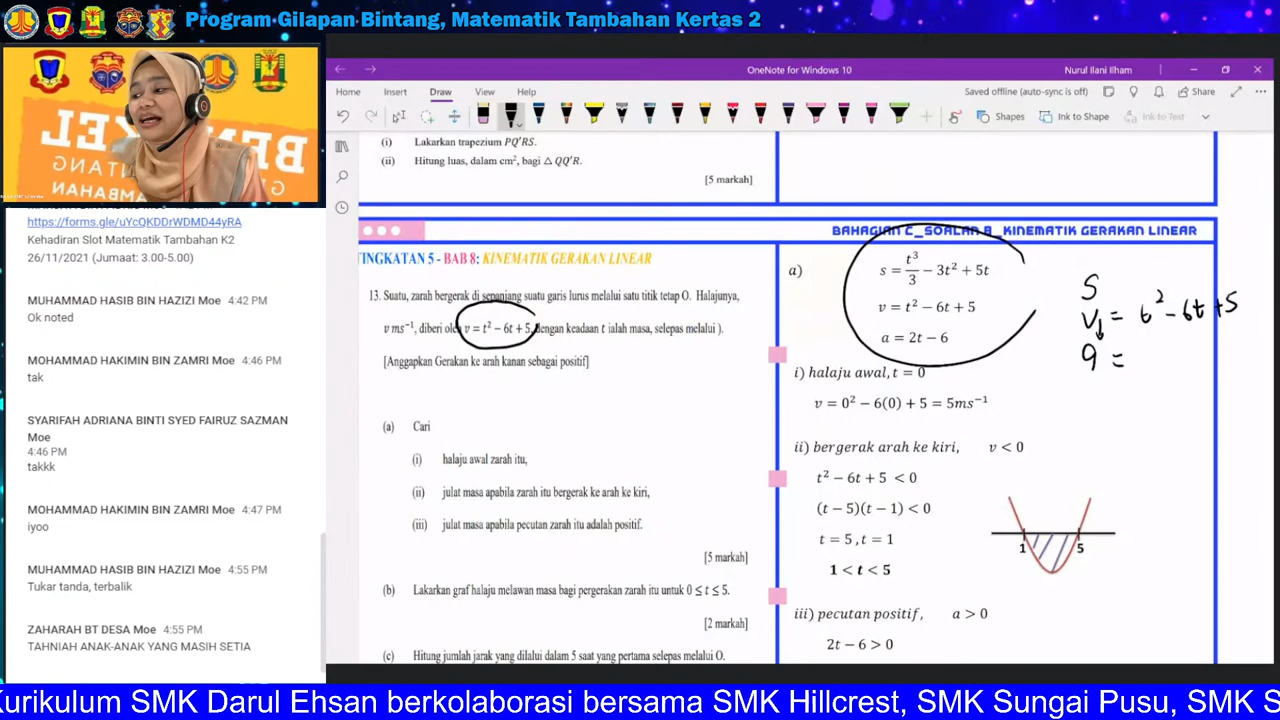 Program Gilapan Bintang, Matematik Tambahan Kertas 2
OneNote for Windows 10
Nurul Ilani Ilham
Home Insert Draw View Help
Saved offline (auto-sync is off)
Share
Shapes
Ink to Shape
Ink to Text
https://forms.gle/uYcQKDDrWDMD44yRA
Kehadiran Slot Matematik Tambahan K2
26/11/2021 (Jumaat: 3.00-5.00)
MUHAMMAD HASIB BIN HAZIZI Moe 4:42 PM
Ok noted
MOHAMMAD HAKIMIN BIN ZAMRI Moe 4:46 PM
tak
SYARIFAH ADRIANA BINTI SYED FAIRUZ SAZMAN
Moe
4:46 PM
takkk
MOHAMMAD HAKIMIN BIN ZAMRI Moe 4:47 PM
iyoo
MUHAMMAD HASIB BIN HAZIZI Moe 4:55 PM
Tukar tanda, terbalik
ZAHARAH BT DESA Moe 4:55 PM
TAHNIAH ANAK-ANAK YANG MASIH SETIA
(i) Lakarkan trapezium PQ'RS.
(ii) Hitung luas, dalam cm², bagi △ QQ'R.
[5 markah]
TINGKATAN 5 - BAB 8: KINEMATIK GERAKAN LINEAR
13. Suatu, zarah bergerak di sepanjang suatu garis lurus melalui satu titik tetap O. Halajunya,
v ms⁻¹, diberi oleh v = t² − 6t + 5, dengan keadaan t ialah masa, selepas melalui ).
[Anggapkan Gerakan ke arah kanan sebagai positif]
(a) Cari
(i) halaju awal zarah itu,
(ii) julat masa apabila zarah itu bergerak ke arah kiri,
(iii) julat masa apabila pecutan zarah itu adalah positif.
[5 markah]
(b) Lakarkan graf halaju melawan masa bagi pergerakan zarah itu untuk 0 ≤ t ≤ 5.
[2 markah]
(c) Hitung jumlah jarak yang dilalui dalam 5 saat yang pertama selepas melalui O.
BAHAGIAN C_SOALAN 8_KINEMATIK GERAKAN LINEAR
a) s = t³/3 − 3t² + 5t
v = t² − 6t + 5
a = 2t − 6
s
v = t² − 6t + 5
a =
i) halaju awal, t = 0
v = 0² − 6(0) + 5 = 5ms⁻¹
ii) bergerak arah ke kiri, v < 0
t² − 6t + 5 < 0
(t − 5)(t − 1) < 0
t = 5 , t = 1
1 < t < 5
1 5
iii) pecutan positif, a > 0
2t − 6 > 0
Kurikulum SMK Darul Ehsan berkolaborasi bersama SMK Hillcrest, SMK Sungai Pusu, SMK S